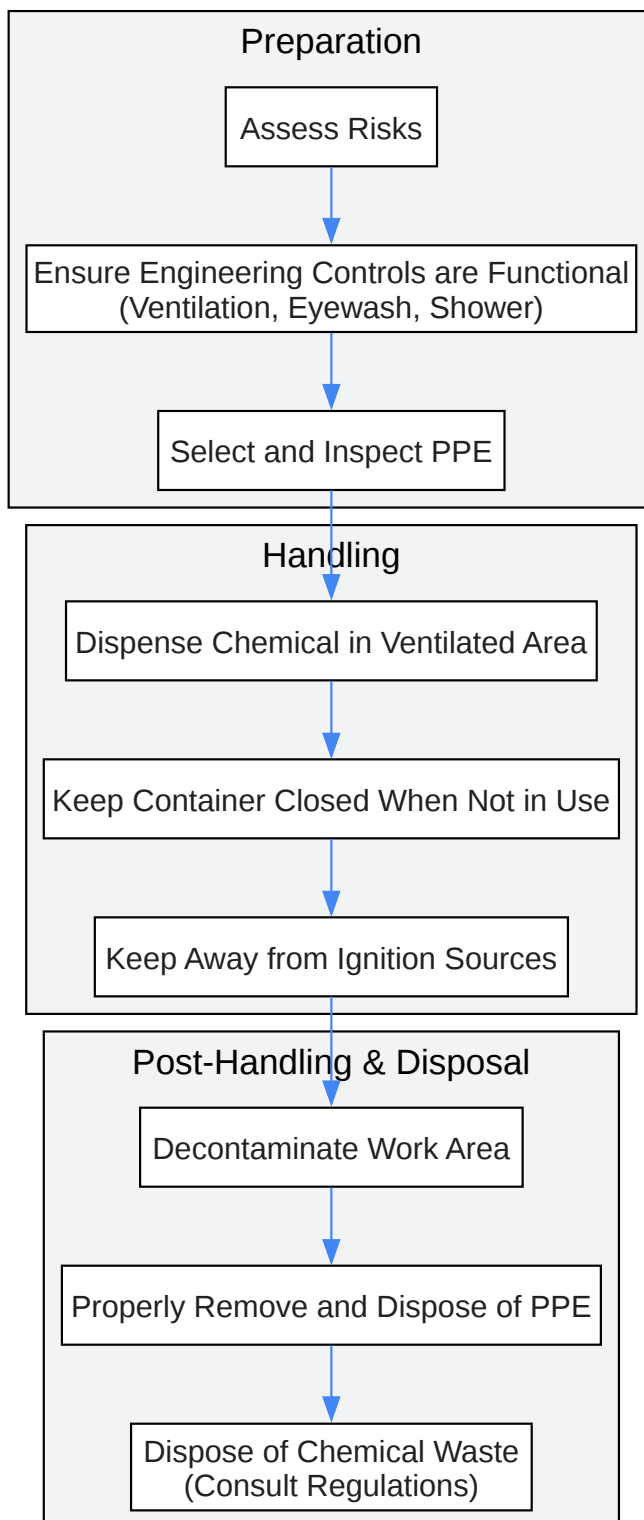 Preparation
Assess Risks
Ensure Engineering Controls are Functional
(Ventilation, Eyewash, Shower)
Select and Inspect PPE
Handling
Dispense Chemical in Ventilated Area
Keep Container Closed When Not in Use
Keep Away from Ignition Sources
Post-Handling & Disposal
Decontaminate Work Area
Properly Remove and Dispose of PPE
Dispose of Chemical Waste
(Consult Regulations)